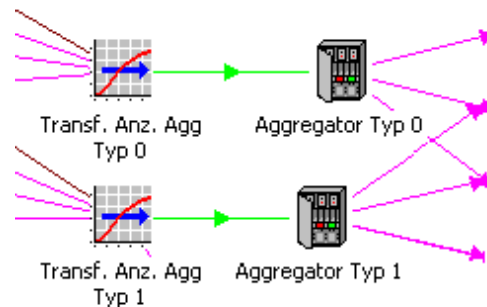 Transf. Anz. Agg
Typ 0
Aggregator Typ 0
Transf. Anz. Agg
Typ 1
Aggregator Typ 1